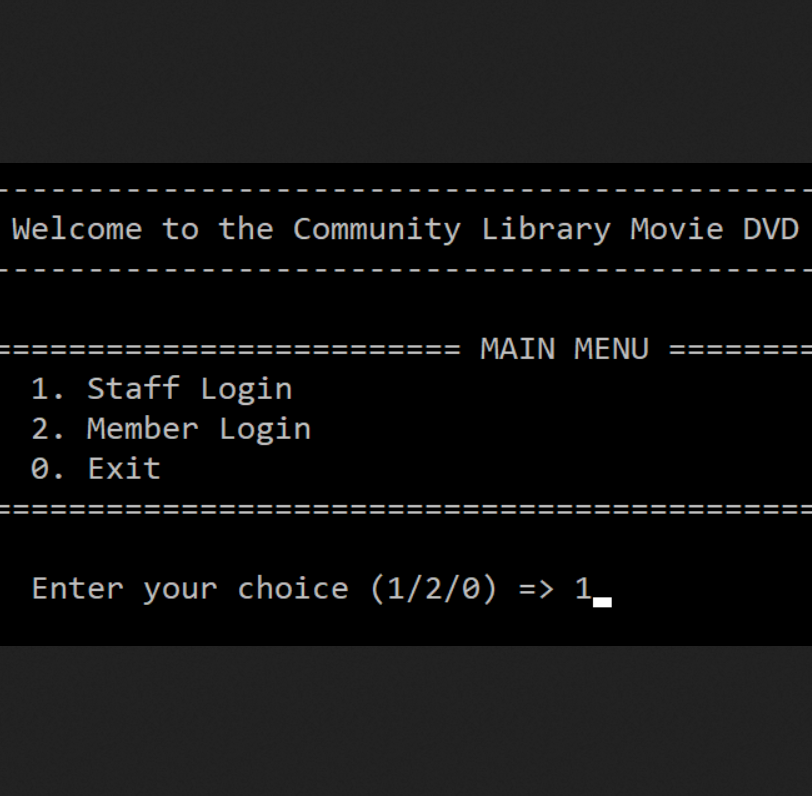 ------------------------------------------
Welcome to the Community Library Movie DVD
------------------------------------------
========================= MAIN MENU ========
1. Staff Login
2. Member Login
0. Exit
============================================
Enter your choice (1/2/0) => 1